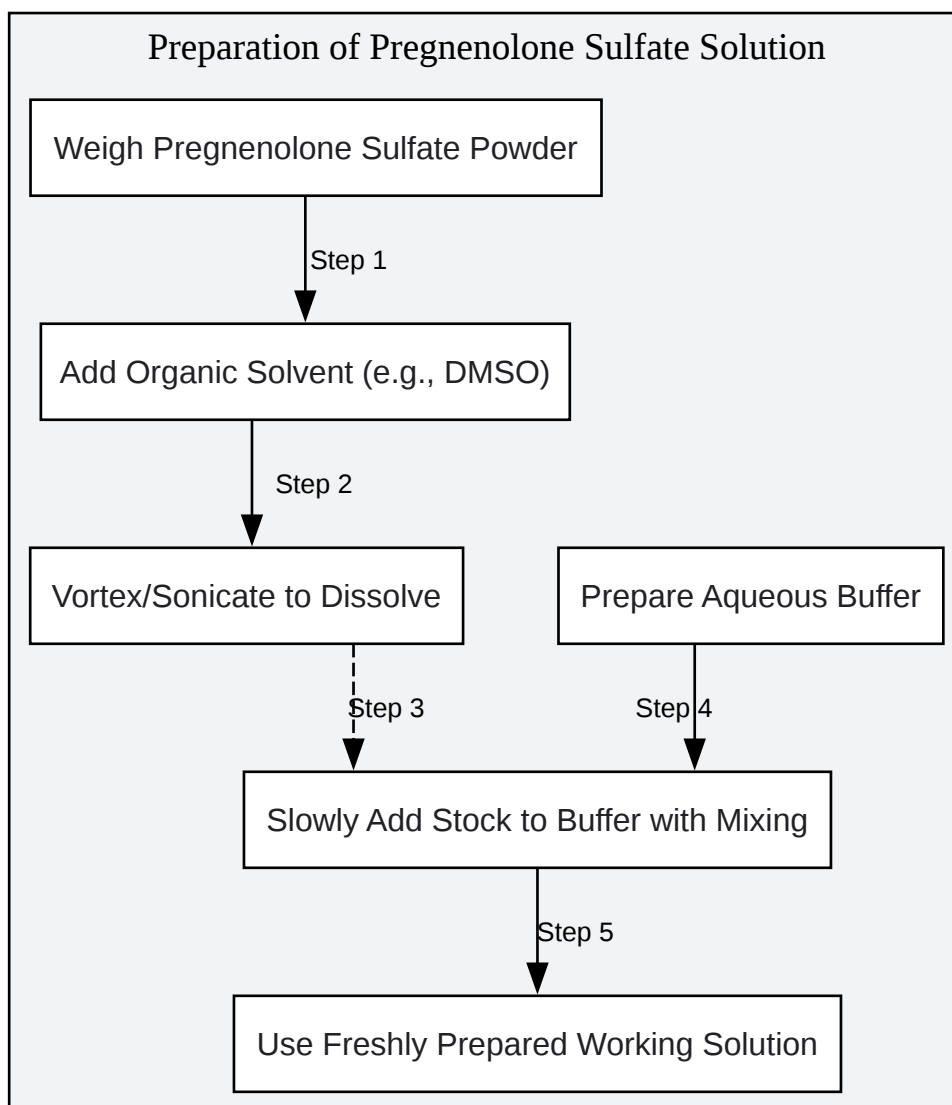 Preparation of Pregnenolone Sulfate Solution
Weigh Pregnenolone Sulfate Powder
Step 1
Add Organic Solvent (e.g., DMSO)
Step 2
Vortex/Sonicate to Dissolve
Prepare Aqueous Buffer
Step 3
Step 4
Slowly Add Stock to Buffer with Mixing
Step 5
Use Freshly Prepared Working Solution